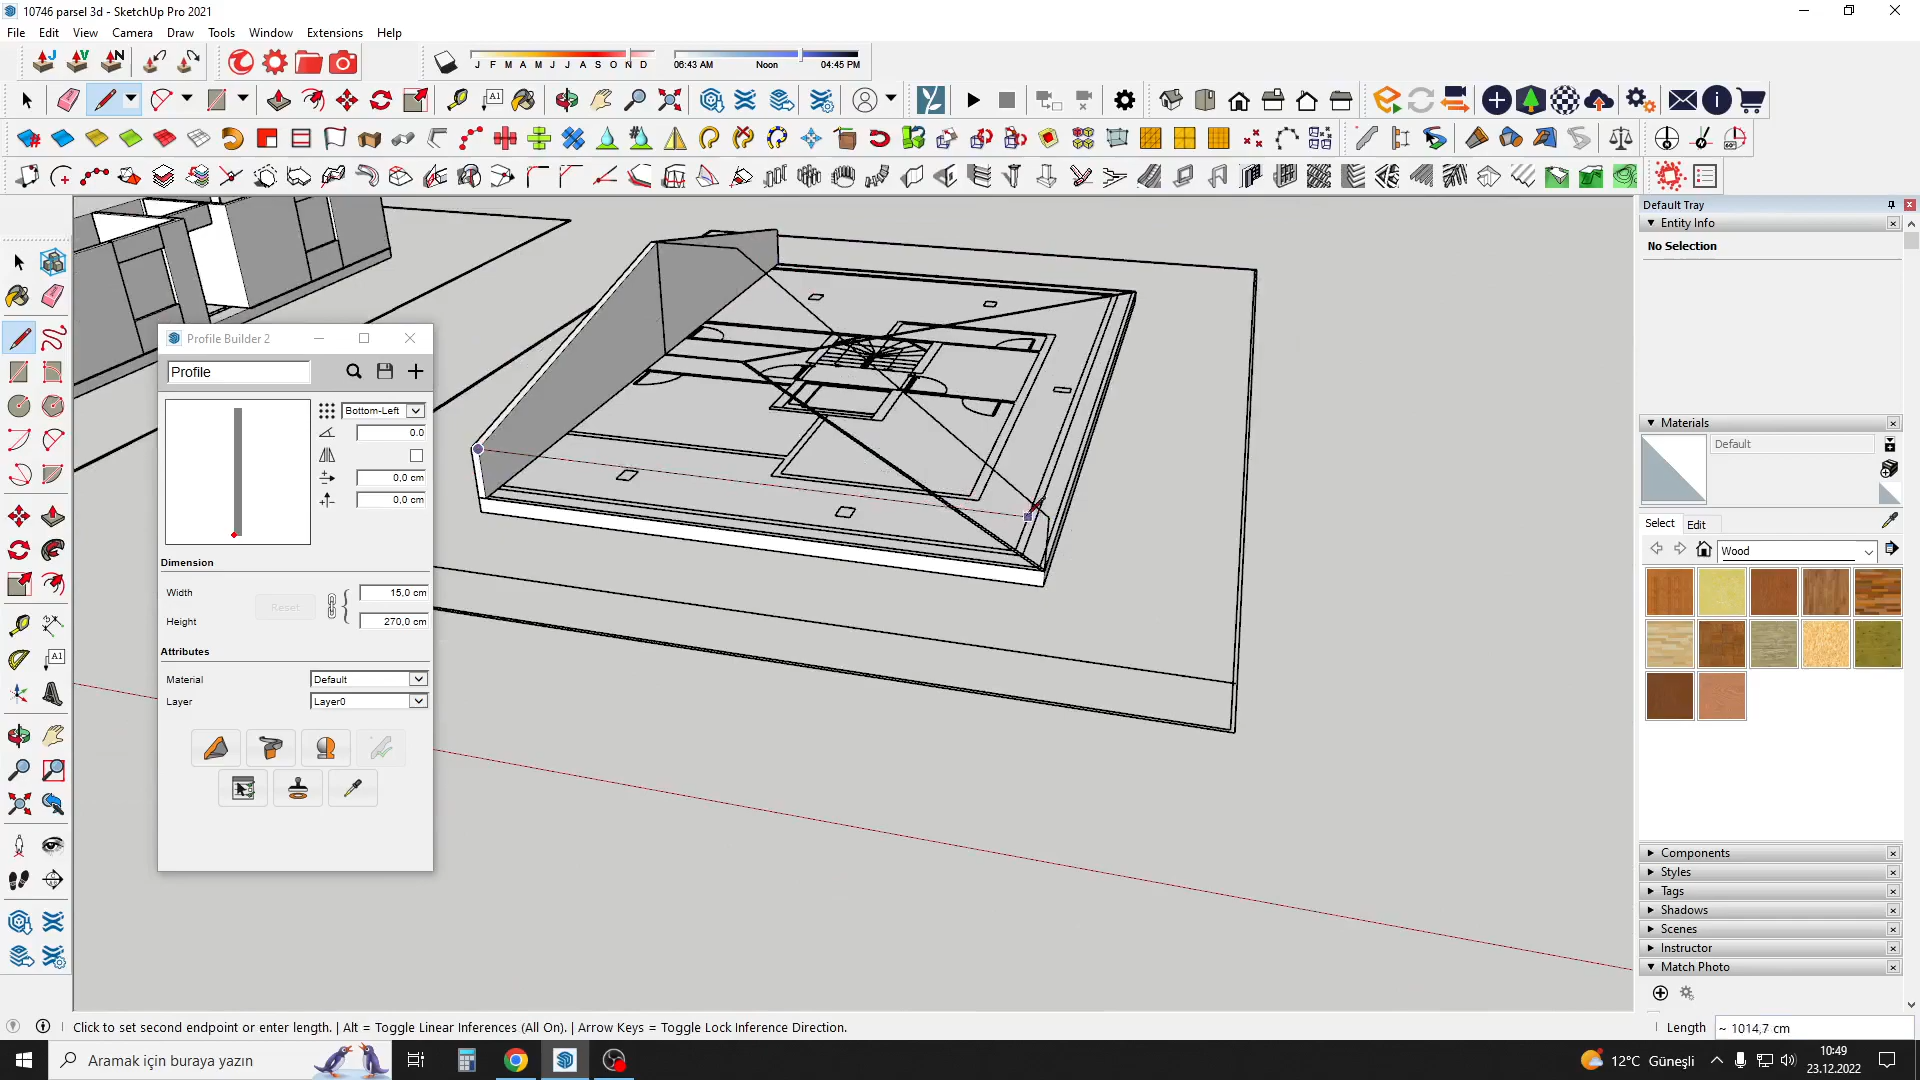 10746 parsel 3d - SketchUp Pro 2021
File Edit View Camera Draw Tools Window Extensions Help
J V N
J F M A M J J A S O N D
06:43 AM Noon 04:45 PM
A1
Default Tray
Entity Info
No Selection
Profile Builder 2
Profile
Bottom-Left
0.0
0,0 cm
0,0 cm
Dimension
Width 15,0 cm
Reset
Height 270,0 cm
Attributes
Material Default
Layer Layer0
A1
Materials
Default
Select Edit
Wood
Components
Styles
Tags
Shadows
Scenes
Instructor
Match Photo
Click to set second endpoint or enter length. | Alt = Toggle Linear Inferences (All On). | Arrow Keys = Toggle Lock Inference Direction.
Length ~ 1014,7 cm
Aramak için buraya yazın
12°C Güneşli
10:49
23.12.2022